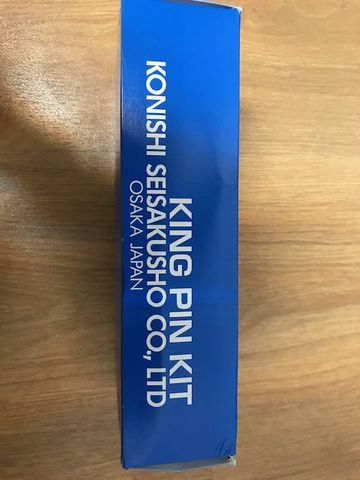 KING PIN KIT
KONISHI SEISAKUSHO CO., LTD
OSAKA JAPAN